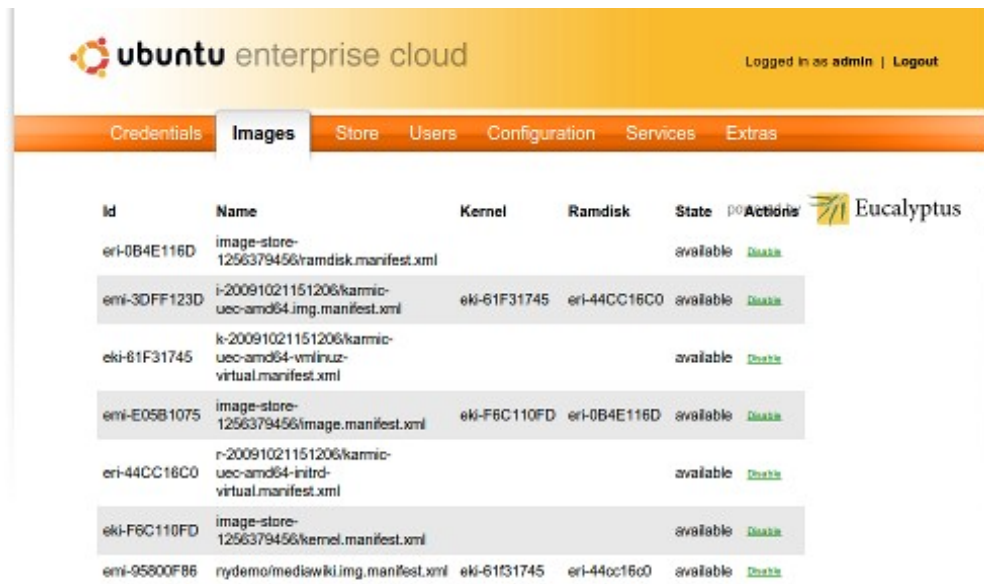 ubuntu enterprise cloud
Logged in as admin | Logout
Credentials Images Store Users Configuration Services Extras
powered by Eucalyptus
Id Name Kernel Ramdisk State Actions
eri-0B4E116D image-store- available Disable
1256379456/ramdisk.manifest.xml
emi-3DFF123D i-20091021151206/karmic- eki-61F31745 eri-44CC16C0 available Disable
uec-amd64.img.manifest.xml
k-20091021151206/karmic-
eki-61F31745 uec-amd64-vmlinuz- available Disable
virtual.manifest.xml
emi-E05B1075 image-store- eki-F6C110FD eri-0B4E116D available Disable
1256379456/image.manifest.xml
r-20091021151206/karmic-
eri-44CC16C0 uec-amd64-initrd- available Disable
virtual.manifest.xml
eki-F6C110FD image-store- available Disable
1256379456/kernel.manifest.xml
emi-95800F86 nydemo/mediawiki.img.manifest.xml eki-61f31745 eri-44cc16c0 available Disable